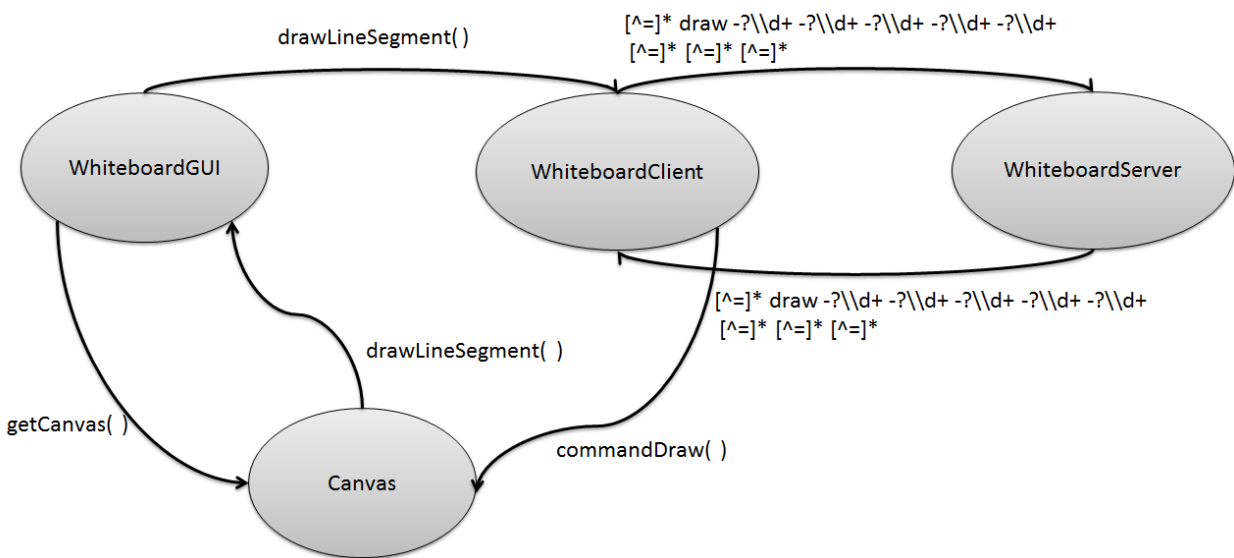 drawLineSegment( )
[^=]* draw -?\\d+ -?\\d+ -?\\d+ -?\\d+ -?\\d+
[^=]* [^=]* [^=]*
WhiteboardGUI
WhiteboardClient
WhiteboardServer
[^=]* draw -?\\d+ -?\\d+ -?\\d+ -?\\d+ -?\\d+
[^=]* [^=]* [^=]*
drawLineSegment( )
getCanvas( )
commandDraw( )
Canvas